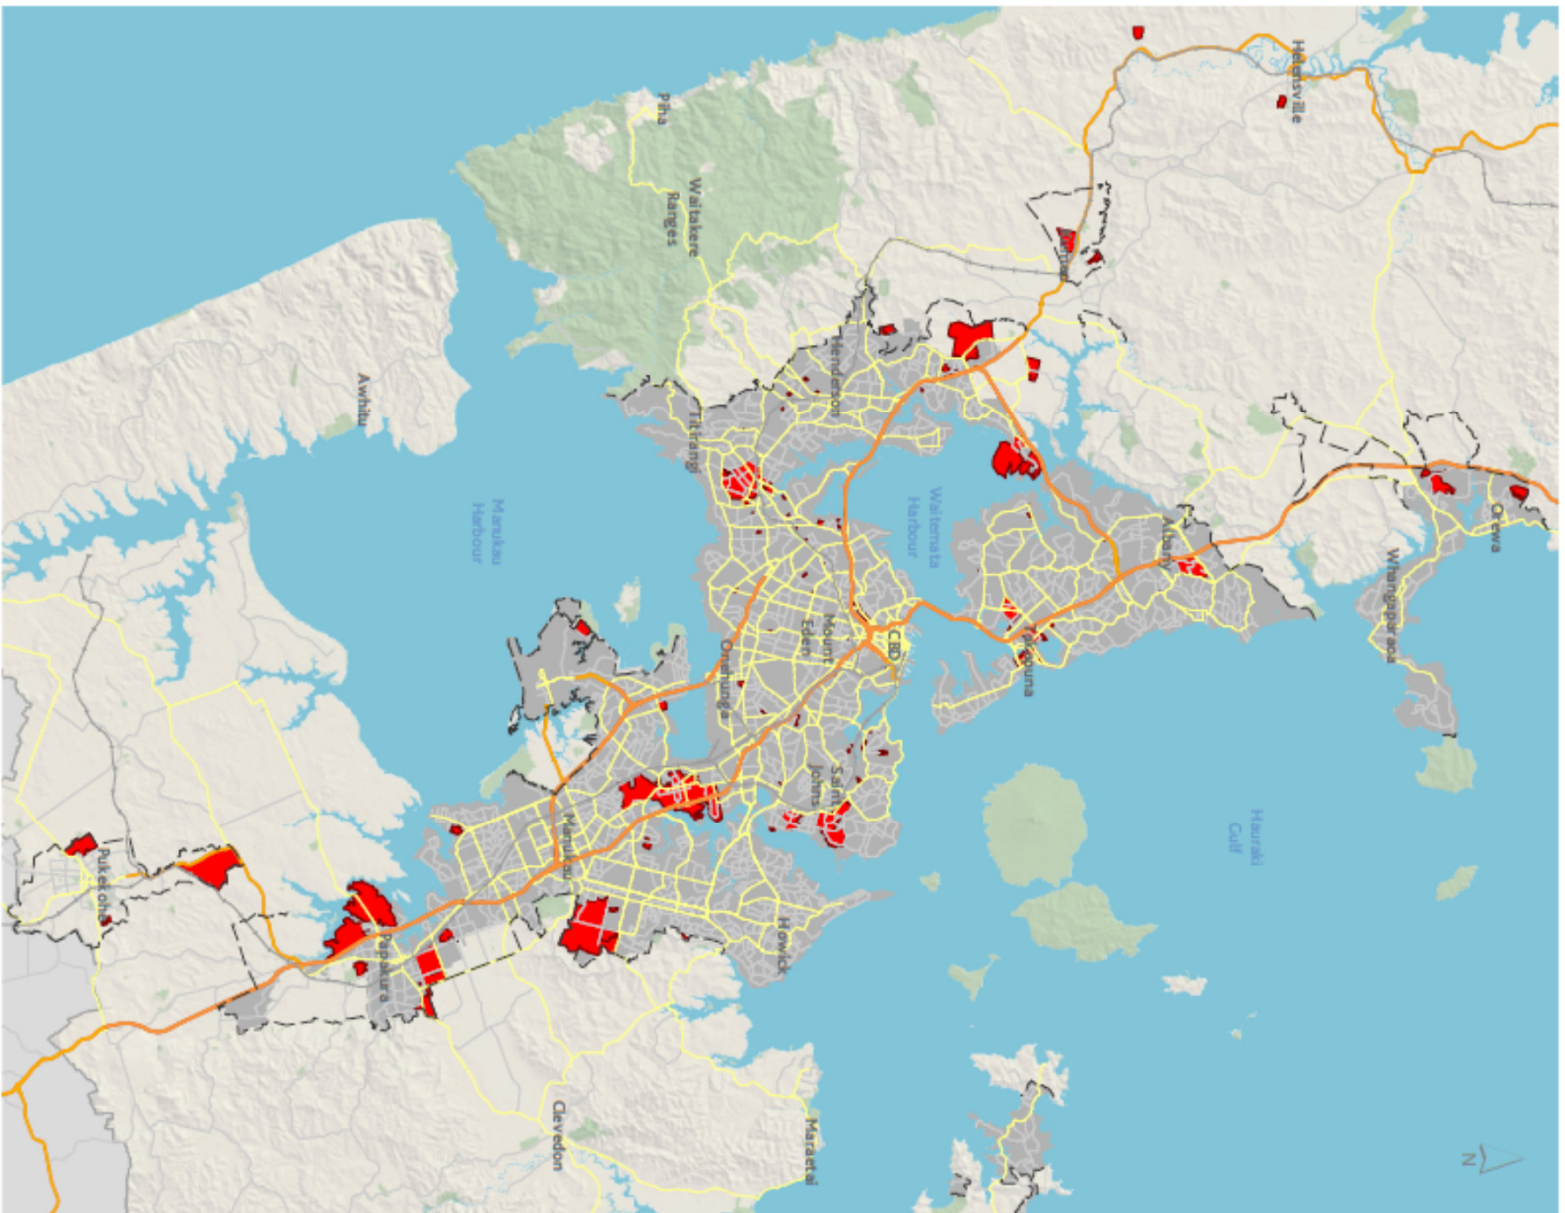 Orewa
N
Whangaparaoa
Helensville
Hauraki
Gulf
Albany
Takapuna
Waitemata
Harbour
CBD
Henderson
Saint
Johns
Mount
Eden
Maraetai
Howick
Onehunga
Waitakere
Ranges
Titirangi
Piha
Manukau
Clevedon
Manukau
Harbour
Papakura
Awhitu
Pukekohe